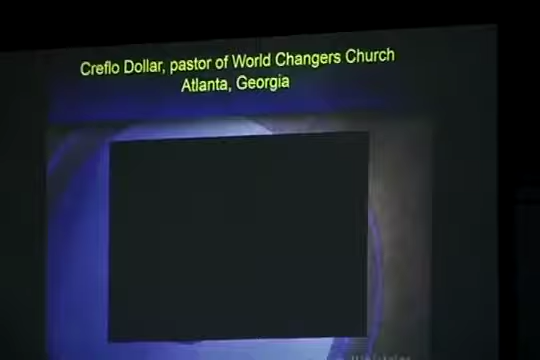 Creflo Dollar, pastor of World Changers Church
Atlanta, Georgia